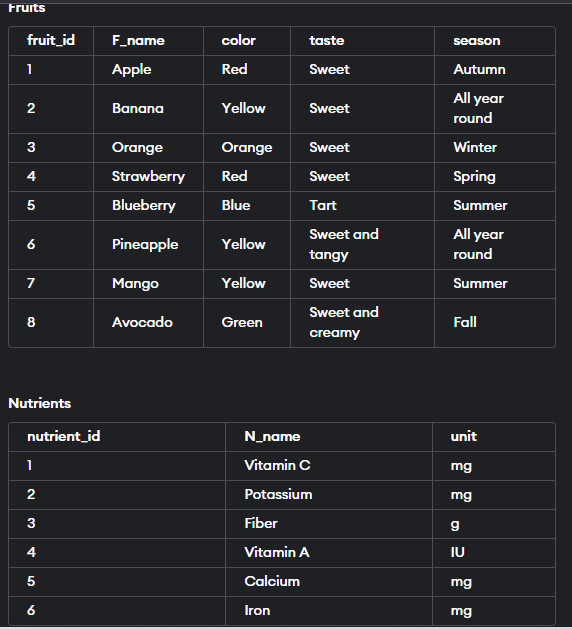 Fruits
fruit_id F_name color taste season
1 Apple Red Sweet Autumn
2 Banana Yellow Sweet All year round
3 Orange Orange Sweet Winter
4 Strawberry Red Sweet Spring
5 Blueberry Blue Tart Summer
6 Pineapple Yellow Sweet and tangy All year round
7 Mango Yellow Sweet Summer
8 Avocado Green Sweet and creamy Fall
Nutrients
nutrient_id N_name unit
1 Vitamin C mg
2 Potassium mg
3 Fiber g
4 Vitamin A IU
5 Calcium mg
6 Iron mg